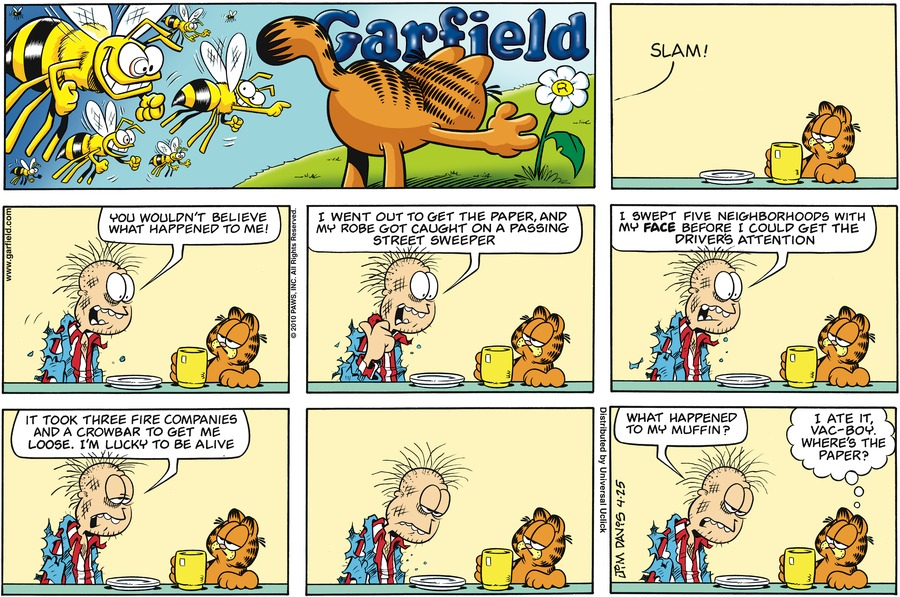 Garfield
R
SLAM!
www.garfield.com
YOU WOULDN'T BELIEVE
WHAT HAPPENED TO ME!
© 2010 PAWS, INC. All Rights Reserved.
I WENT OUT TO GET THE PAPER, AND
MY ROBE GOT CAUGHT ON A PASSING
STREET SWEEPER
I SWEPT FIVE NEIGHBORHOODS WITH
MY FACE BEFORE I COULD GET THE
DRIVER'S ATTENTION
IT TOOK THREE FIRE COMPANIES
AND A CROWBAR TO GET ME
LOOSE. I'M LUCKY TO BE ALIVE
Distributed by Universal Uclick
JIM DAVIS 4·25
WHAT HAPPENED
TO MY MUFFIN?
I ATE IT,
VAC-BOY.
WHERE'S THE
PAPER?